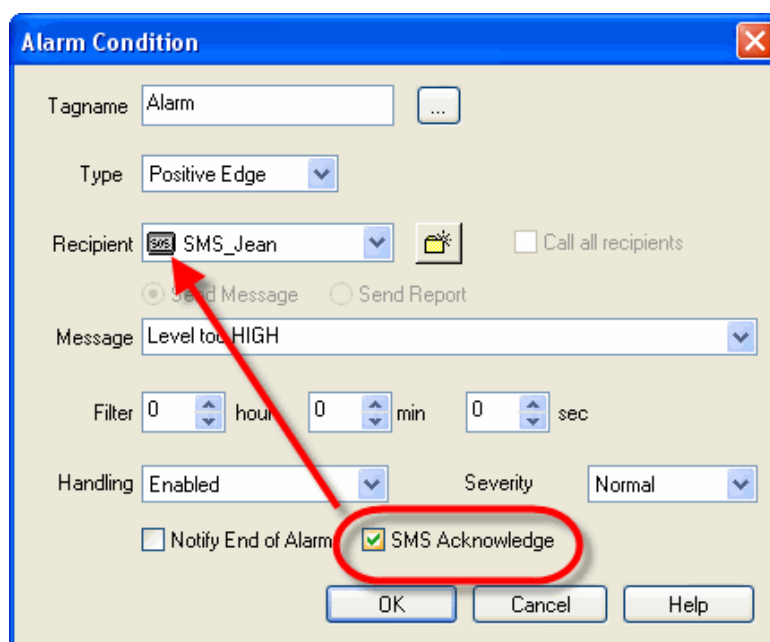 Alarm Condition
Tagname Alarm ...
Type Positive Edge
Recipient SMS SMS_Jean Call all recipients
Send Message Send Report
Message Level too HIGH
Filter 0 hour 0 min 0 sec
Handling Enabled Severity Normal
Notify End of Alarm SMS Acknowledge
OK Cancel Help